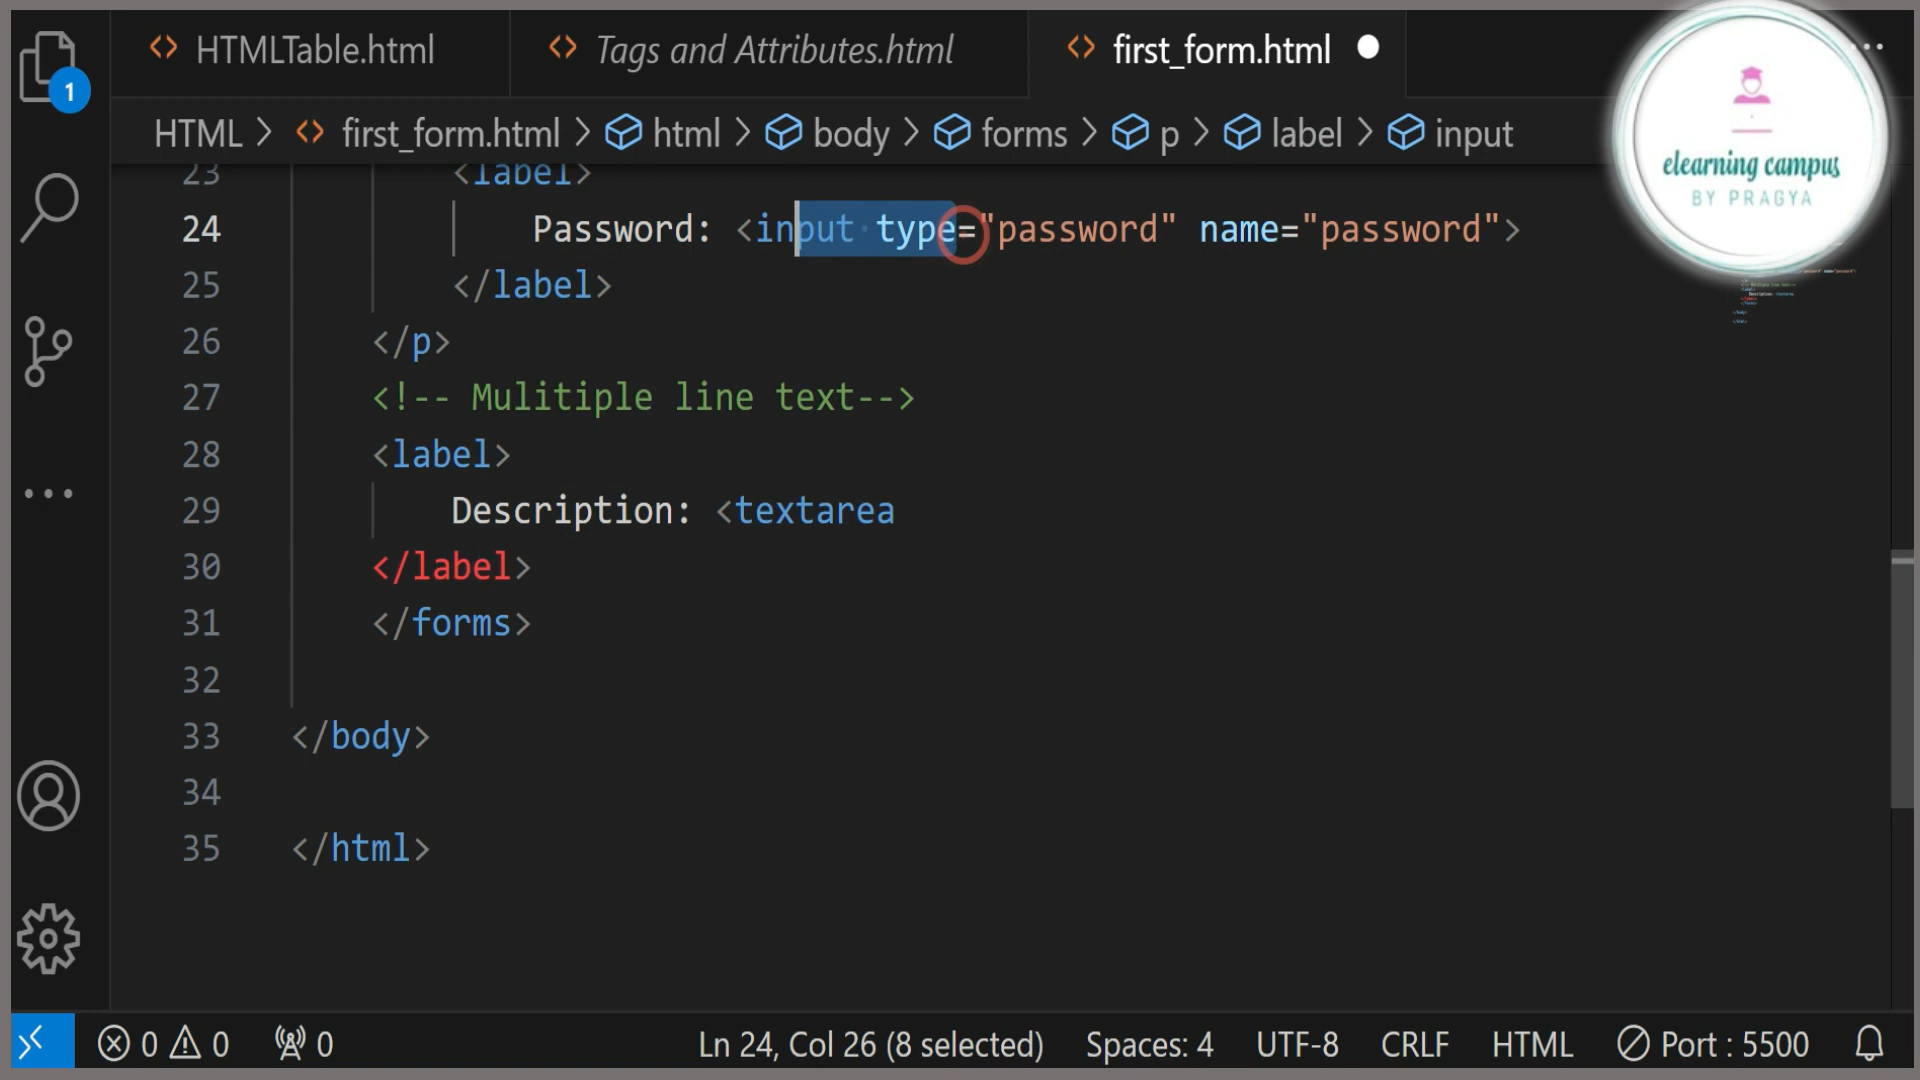 HTMLTable.html Tags and Attributes.html first_form.html
HTML > first_form.html > html > body > forms > p > label > input
elearning campus
BY PRAGYA
1
23 <label>
24 Password: <input type="password" name="password">
25 </label>
26 </p>
27 <!-- Mulitiple line text-->
28 <label>
29 Description: <textarea
30 </label>
31 </forms>
32
33 </body>
34
35 </html>
0 0 0 Ln 24, Col 26 (8 selected) Spaces: 4 UTF-8 CRLF HTML Port : 5500